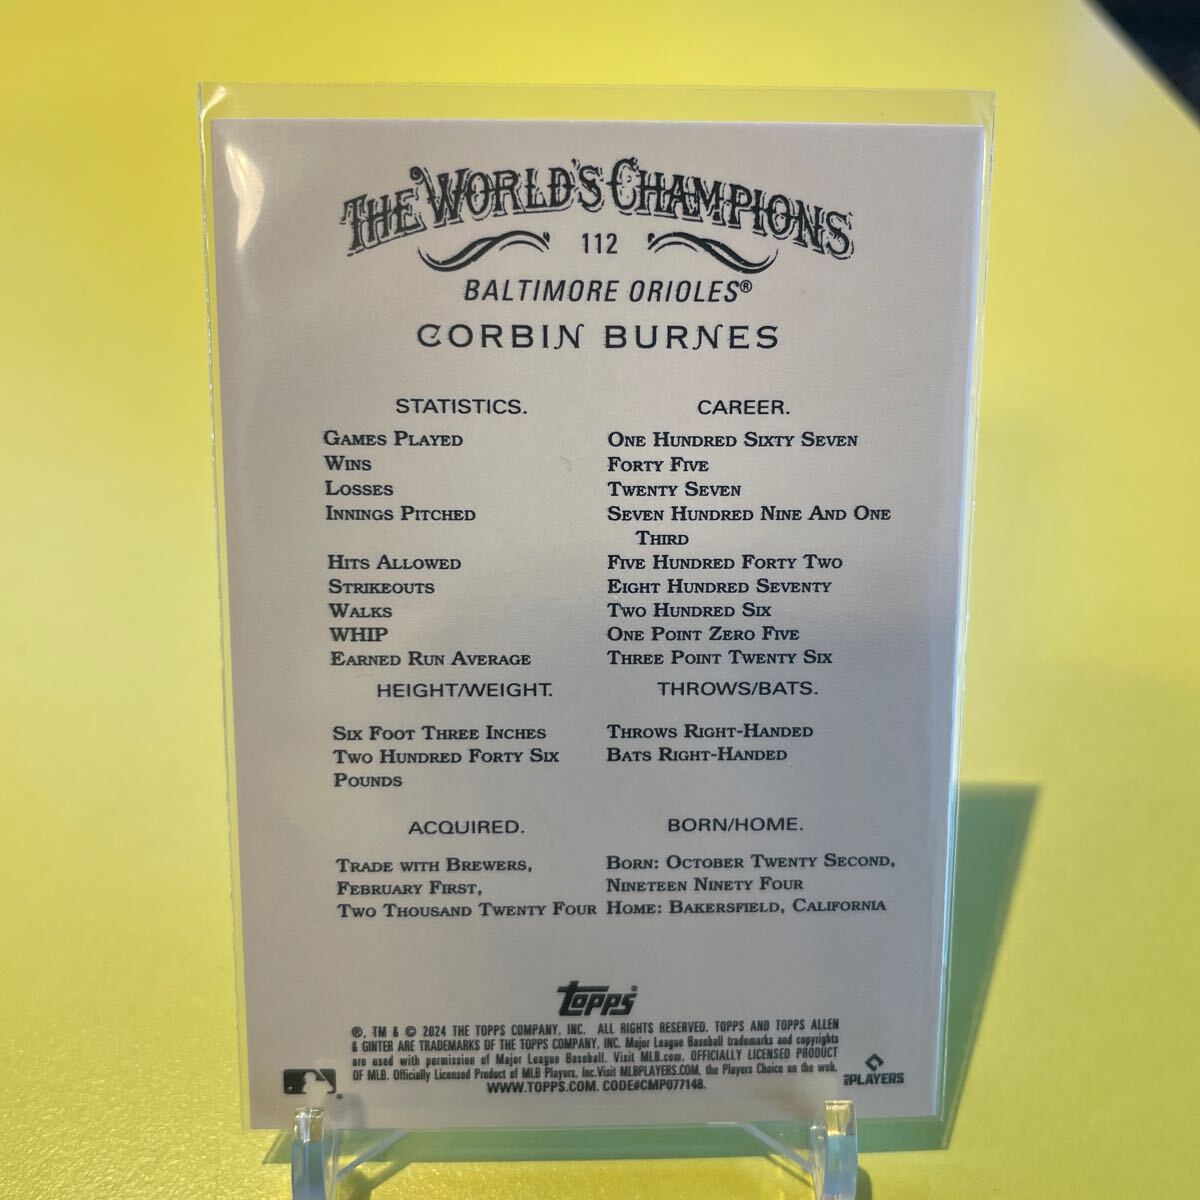 THE WORLD'S CHAMPIONS
112
BALTIMORE ORIOLES®
CORBIN BURNES
STATISTICS. CAREER.
GAMES PLAYED ONE HUNDRED SIXTY SEVEN
WINS FORTY FIVE
LOSSES TWENTY SEVEN
INNINGS PITCHED SEVEN HUNDRED NINE AND ONE
THIRD
HITS ALLOWED FIVE HUNDRED FORTY TWO
STRIKEOUTS EIGHT HUNDRED SEVENTY
WALKS TWO HUNDRED SIX
WHIP ONE POINT ZERO FIVE
EARNED RUN AVERAGE THREE POINT TWENTY SIX
HEIGHT/WEIGHT. THROWS/BATS.
SIX FOOT THREE INCHES THROWS RIGHT-HANDED
TWO HUNDRED FORTY SIX BATS RIGHT-HANDED
POUNDS
ACQUIRED. BORN/HOME.
TRADE WITH BREWERS, BORN: OCTOBER TWENTY SECOND,
FEBRUARY FIRST, NINETEEN NINETY FOUR
TWO THOUSAND TWENTY FOUR HOME: BAKERSFIELD, CALIFORNIA
topps®
®, TM & © 2024 THE TOPPS COMPANY, INC. ALL RIGHTS RESERVED. TOPPS AND TOPPS ALLEN
& GINTER ARE TRADEMARKS OF THE TOPPS COMPANY, INC. Major League Baseball trademarks and copyrights
are used with permission of Major League Baseball. Visit MLB.com. OFFICIALLY LICENSED PRODUCT
OF MLB. Officially Licensed Product of MLB Players, Inc.Visit MLBPLAYERS.COM, the Players Choice on the web.
WWW.TOPPS.COM. CODE#CMP077148.
MLBPLAYERS